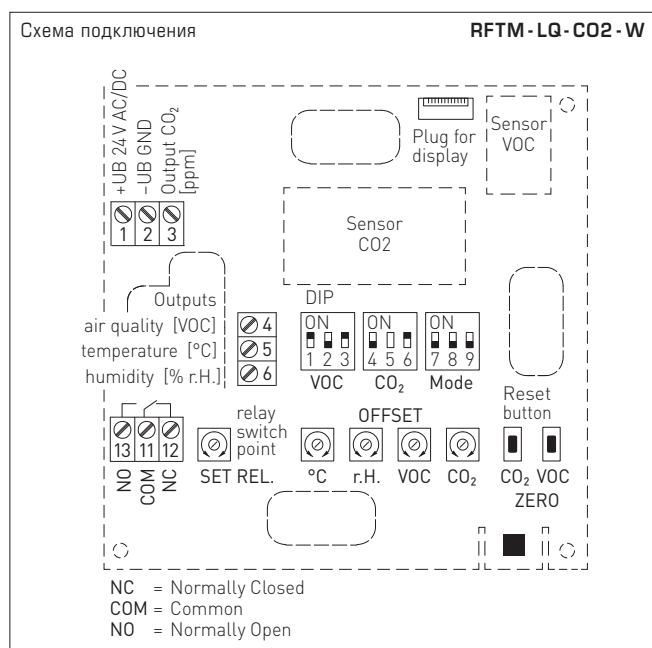 Схема подключения
RFTM-LQ-CO2-W
+UB 24V AC/DC
–UB GND
Output CO₂
[ppm]
1 2 3
Plug for
display
Sensor
VOC
Sensor
CO2
Outputs
air quality [VOC]
temperature [°C]
humidity [% r.H.]
4
5
6
DIP
ON
1 2 3
VOC
ON
4 5 6
CO₂
ON
7 8 9
Mode
13 11 12
NO
COM
NC
relay
switch
point
SET REL.
OFFSET
°C
r.H.
VOC
CO₂
Reset
button
CO₂ VOC
ZERO
NC = Normally Closed
COM = Common
NO = Normally Open